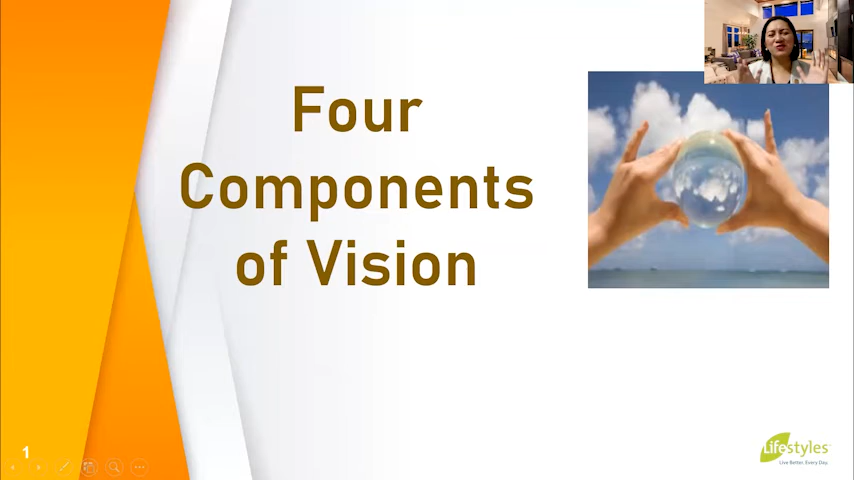 Four
Components
of Vision
1
Lifestyles
Live Better. Every Day.